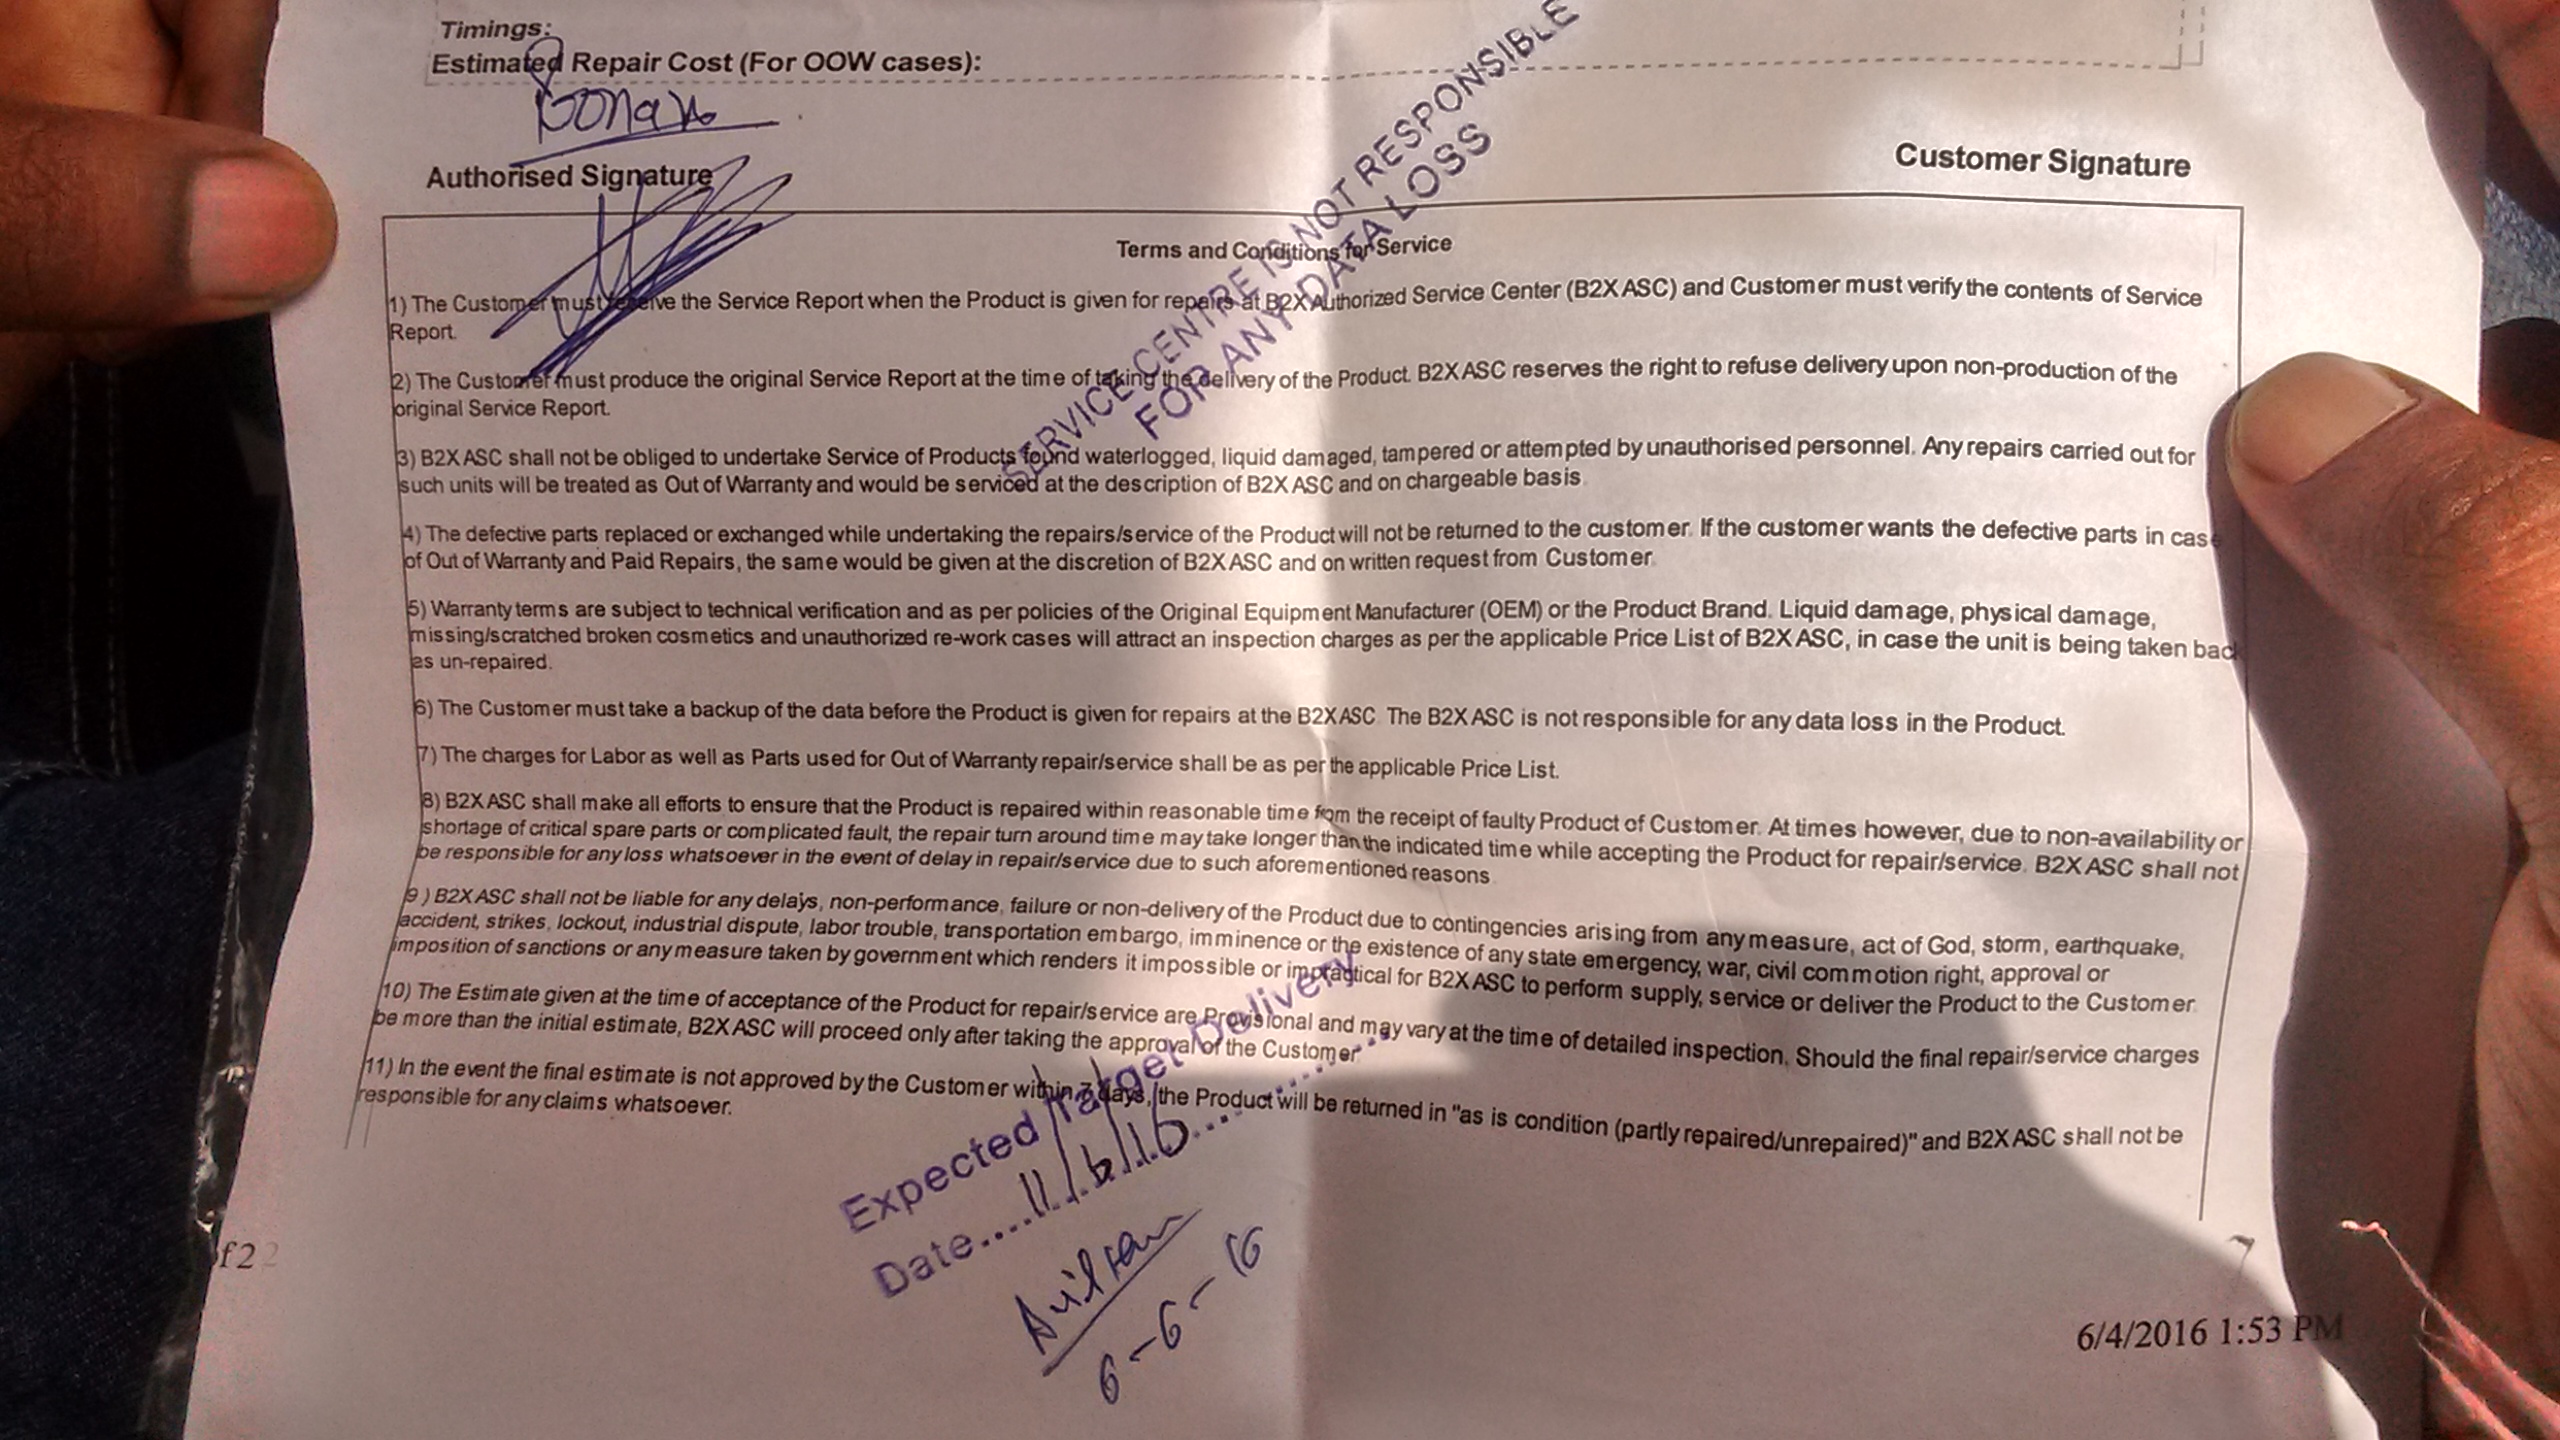 Timings:
Estimated Repair Cost (For OOW cases):
Authorised Signature
Customer Signature
SERVICE CENTRE IS NOT RESPONSIBLE
FOR ANY DATA LOSS
Terms and Conditions for Service
1) The Customer must receive the Service Report when the Product is given for repairs at B2X Authorized Service Center (B2X ASC) and Customer must verify the contents of Service
Report.
2) The Customer must produce the original Service Report at the time of taking the delivery of the Product. B2X ASC reserves the right to refuse delivery upon non-production of the
original Service Report.
3) B2X ASC shall not be obliged to undertake Service of Products found waterlogged, liquid damaged, tampered or attempted by unauthorised personnel. Any repairs carried out for
such units will be treated as Out of Warranty and would be serviced at the description of B2X ASC and on chargeable basis
4) The defective parts replaced or exchanged while undertaking the repairs/service of the Product will not be returned to the customer. If the customer wants the defective parts in case
of Out of Warranty and Paid Repairs, the same would be given at the discretion of B2X ASC and on written request from Customer.
5) Warranty terms are subject to technical verification and as per policies of the Original Equipment Manufacturer (OEM) or the Product Brand. Liquid damage, physical damage,
missing/scratched broken cosmetics and unauthorized re-work cases will attract an inspection charges as per the applicable Price List of B2X ASC, in case the unit is being taken back
as un-repaired.
6) The Customer must take a backup of the data before the Product is given for repairs at the B2X ASC. The B2X ASC is not responsible for any data loss in the Product.
7) The charges for Labor as well as Parts used for Out of Warranty repair/service shall be as per the applicable Price List.
8) B2X ASC shall make all efforts to ensure that the Product is repaired within reasonable time from the receipt of faulty Product of Customer. At times however, due to non-availability or
shortage of critical spare parts or complicated fault, the repair turn around time may take longer than the indicated time while accepting the Product for repair/service. B2X ASC shall not
be responsible for any loss whatsoever in the event of delay in repair/service due to such aforementioned reasons
9 ) B2X ASC shall not be liable for any delays, non-performance, failure or non-delivery of the Product due to contingencies arising from any measure, act of God, storm, earthquake,
accident, strikes, lockout, industrial dispute, labor trouble, transportation embargo, imminence or the existence of any state emergency, war, civil commotion right, approval or
imposition of sanctions or any measure taken by government which renders it impossible or impractical for B2X ASC to perform supply, service or deliver the Product to the Customer.
10) The Estimate given at the time of acceptance of the Product for repair/service are Provisional and may vary at the time of detailed inspection. Should the final repair/service charges
be more than the initial estimate, B2X ASC will proceed only after taking the approval of the Customer
11) In the event the final estimate is not approved by the Customer within 7 days, the Product will be returned in "as is condition (partly repaired/unrepaired)" and B2X ASC shall not be
responsible for any claims whatsoever.
Expected Target Delivery
Date....11/6/16
6-6-16
of 2
6/4/2016 1:53 PM